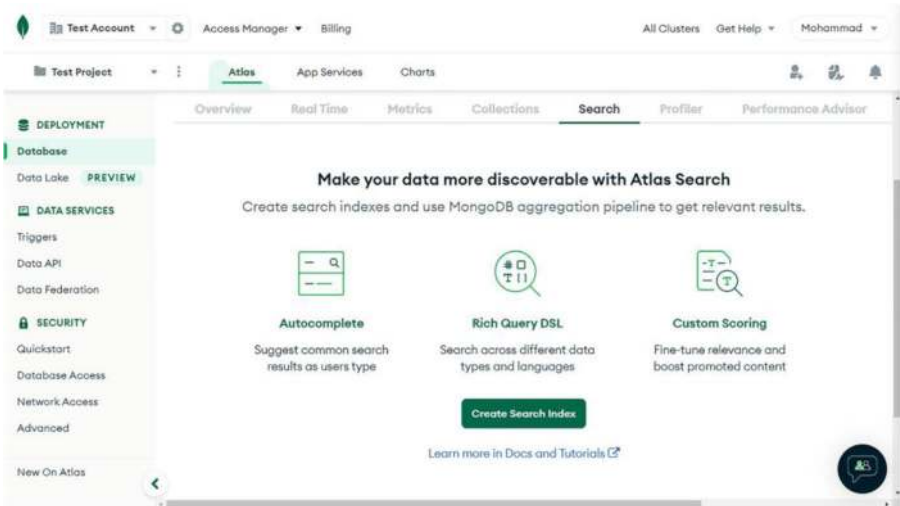 Test Account
Access Manager
Billing
All Clusters
Get Help
Mohammad
Test Project
Atlas
App Services
Charts
Overview
Real Time
Metrics
Collections
Search
Profiler
Performance Advisor
DEPLOYMENT
Database
Data Lake PREVIEW
DATA SERVICES
Triggers
Data API
Data Federation
SECURITY
Quickstart
Database Access
Network Access
Advanced
New On Atlas
Make your data more discoverable with Atlas Search
Create search indexes and use MongoDB aggregation pipeline to get relevant results.
Autocomplete
Suggest common search
results as users type
Rich Query DSL
Search across different data
types and languages
Custom Scoring
Fine-tune relevance and
boost promoted content
Create Search Index
Learn more in Docs and Tutorials